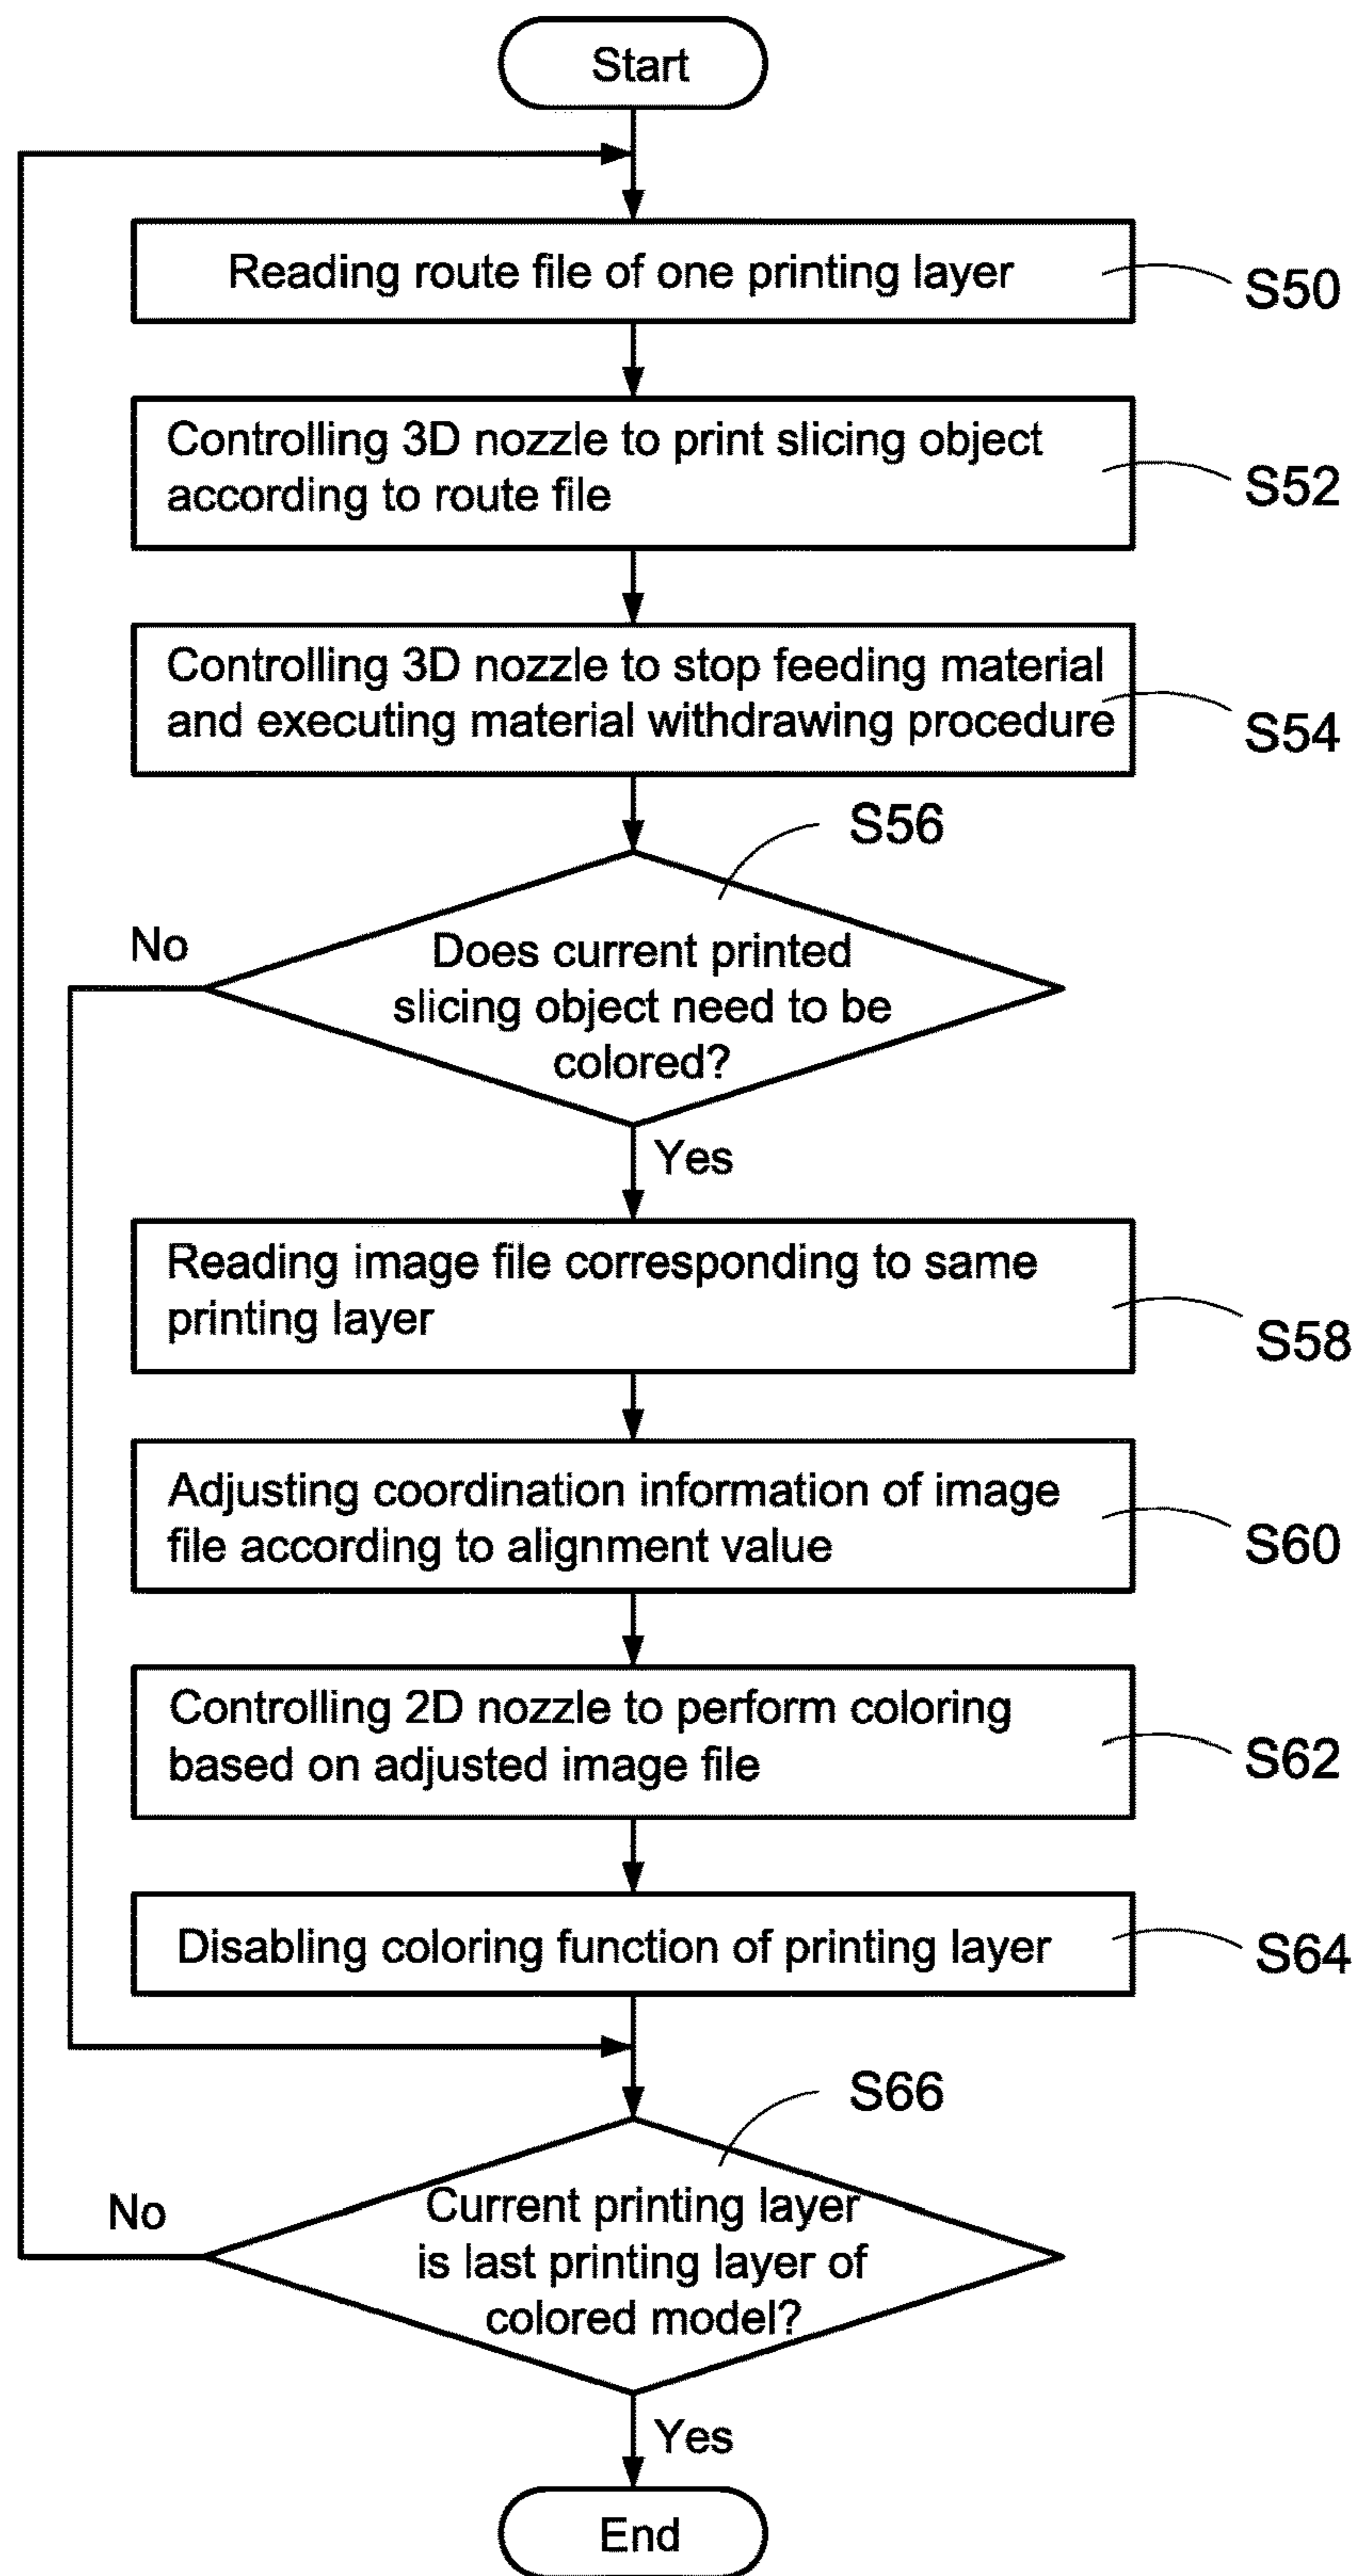 Start
Reading route file of one printing layer
S50
Controlling 3D nozzle to print slicing object
according to route file
S52
Controlling 3D nozzle to stop feeding material
and executing material withdrawing procedure
S54
S56
No
Does current printed
slicing object need to be
colored?
Yes
Reading image file corresponding to same
printing layer
S58
Adjusting coordination information of image
file according to alignment value
S60
Controlling 2D nozzle to perform coloring
based on adjusted image file
S62
Disabling coloring function of printing layer
S64
S66
No
Current printing layer
is last printing layer of
colored model?
Yes
End